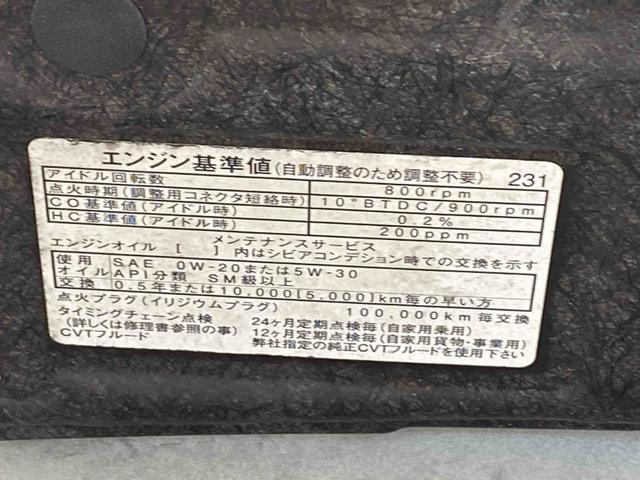 エンジン基準値(自動調整のため調整不要) 231
アイドル回転数 800rpm
点火時期(調整用コネクタ短絡時) 10°BTDC/900rpm
CO基準値(アイドル時) 0.2%
HC基準値(アイドル時) 200ppm
メンテナンスサービス
エンジンオイル [ ]内はシビアコンデション時での交換を示す
使用オイル SAE 0W-20または5W-30
API分類 SM級以上
交換 0.5年または10,000[5,000]km毎の早い方
点火プラグ(イリジウムプラグ) 100,000km毎交換
タイミングチェーン点検 24ヶ月定期点検毎(自家用乗用)
(詳しくは修理書参照の事) 12ヶ月定期点検毎(自家用貨物・事業用)
CVTフルード 弊社指定の純正CVTフルードを使用下さい